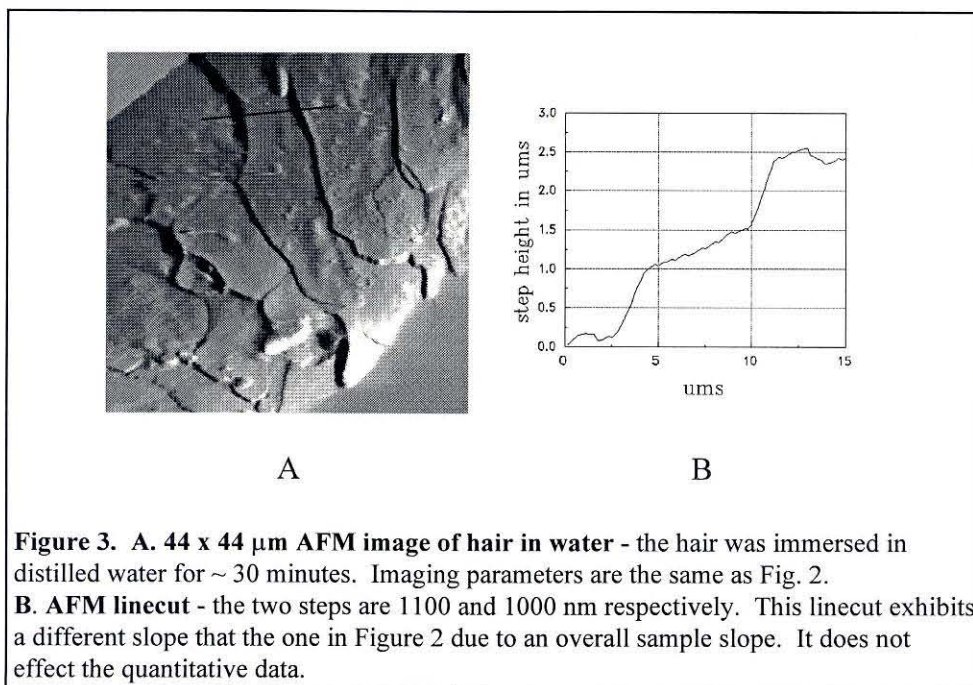 3.0
2.5
2.0
1.5
1.0
0.5
0.0
step height in ums
0 5 10 15
ums
A B
Figure 3. A. 44 x 44 μm AFM image of hair in water - the hair was immersed in
distilled water for ~ 30 minutes. Imaging parameters are the same as Fig. 2.
B. AFM linecut - the two steps are 1100 and 1000 nm respectively. This linecut exhibits
a different slope that the one in Figure 2 due to an overall sample slope. It does not
effect the quantitative data.